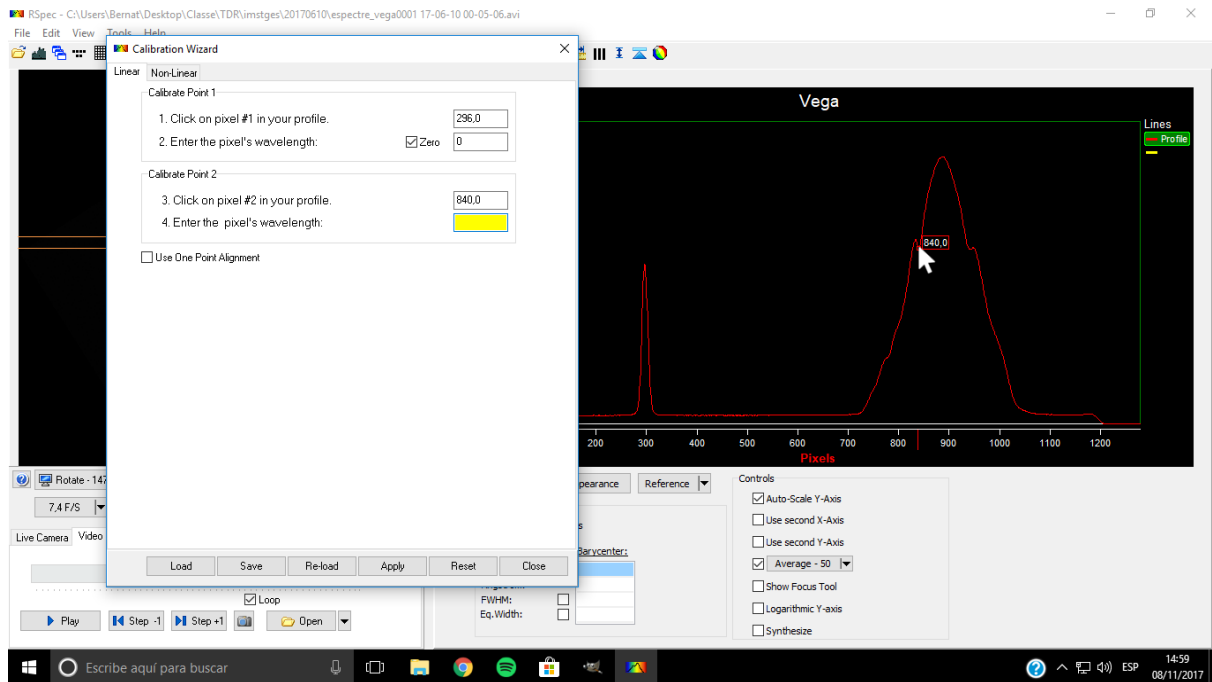 RSpec - C:\Users\Bernat\Desktop\Classe\TDR\imstges\20170610\espectre_vega0001 17-06-10 00-05-06.avi
File Edit View Tools Help
Calibration Wizard
Linear Non-Linear
Calibrate Point 1
1. Click on pixel #1 in your profile. 296,0
2. Enter the pixel's wavelength: Zero 0
Calibrate Point 2
3. Click on pixel #2 in your profile. 840,0
4. Enter the pixel's wavelength:
Use One Point Alignment
Load Save Re-load Apply Reset Close
Vega
Lines
Profile
840,0
200 300 400 500 600 700 800 900 1000 1100 1200
Pixels
Rotate - 147
7,4 F/S
Live Camera Video
Loop
Play Step -1 Step +1 Open
Reference
Barycenter:
FWHM:
Eq.Width:
Controls
Auto-Scale Y-Axis
Use second X-Axis
Use second Y-Axis
Average - 50
Show Focus Tool
Logarithmic Y-axis
Synthesize
Escribe aquí para buscar
ESP
14:59
08/11/2017